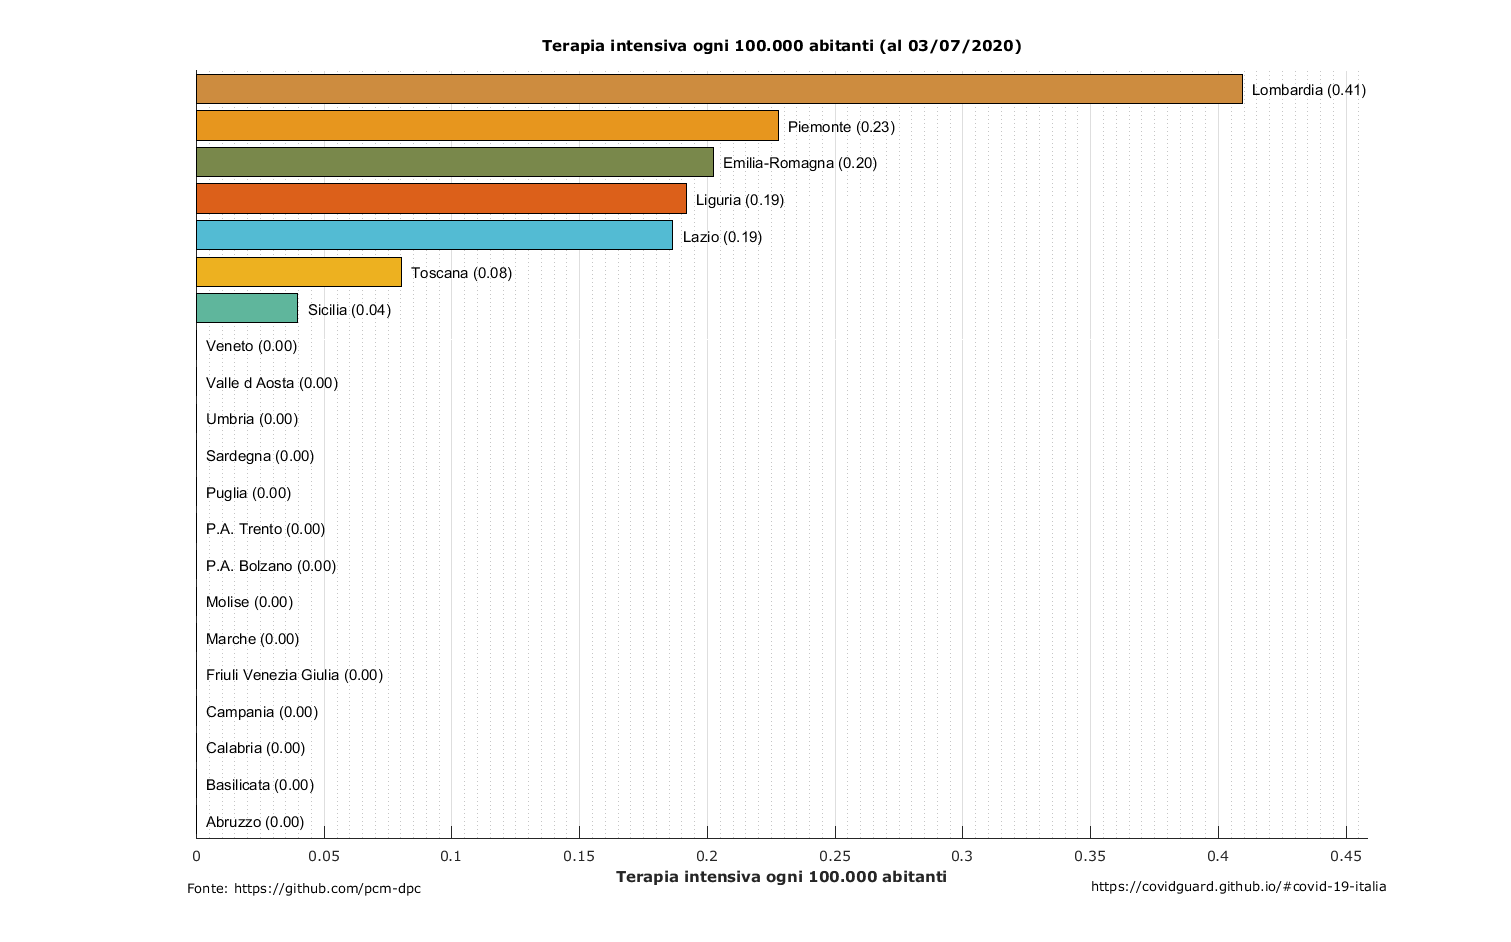 Terapia intensiva ogni 100.000 abitanti (al 03/07/2020)
Lombardia (0.41)
Piemonte (0.23)
Emilia-Romagna (0.20)
Liguria (0.19)
Lazio (0.19)
Toscana (0.08)
Sicilia (0.04)
Veneto (0.00)
Valle d Aosta (0.00)
Umbria (0.00)
Sardegna (0.00)
Puglia (0.00)
P.A. Trento (0.00)
P.A. Bolzano (0.00)
Molise (0.00)
Marche (0.00)
Friuli Venezia Giulia (0.00)
Campania (0.00)
Calabria (0.00)
Basilicata (0.00)
Abruzzo (0.00)
0 0.05 0.1 0.15 0.2 0.25 0.3 0.35 0.4 0.45
Terapia intensiva ogni 100.000 abitanti
Fonte: https://github.com/pcm-dpc
https://covidguard.github.io/#covid-19-italia